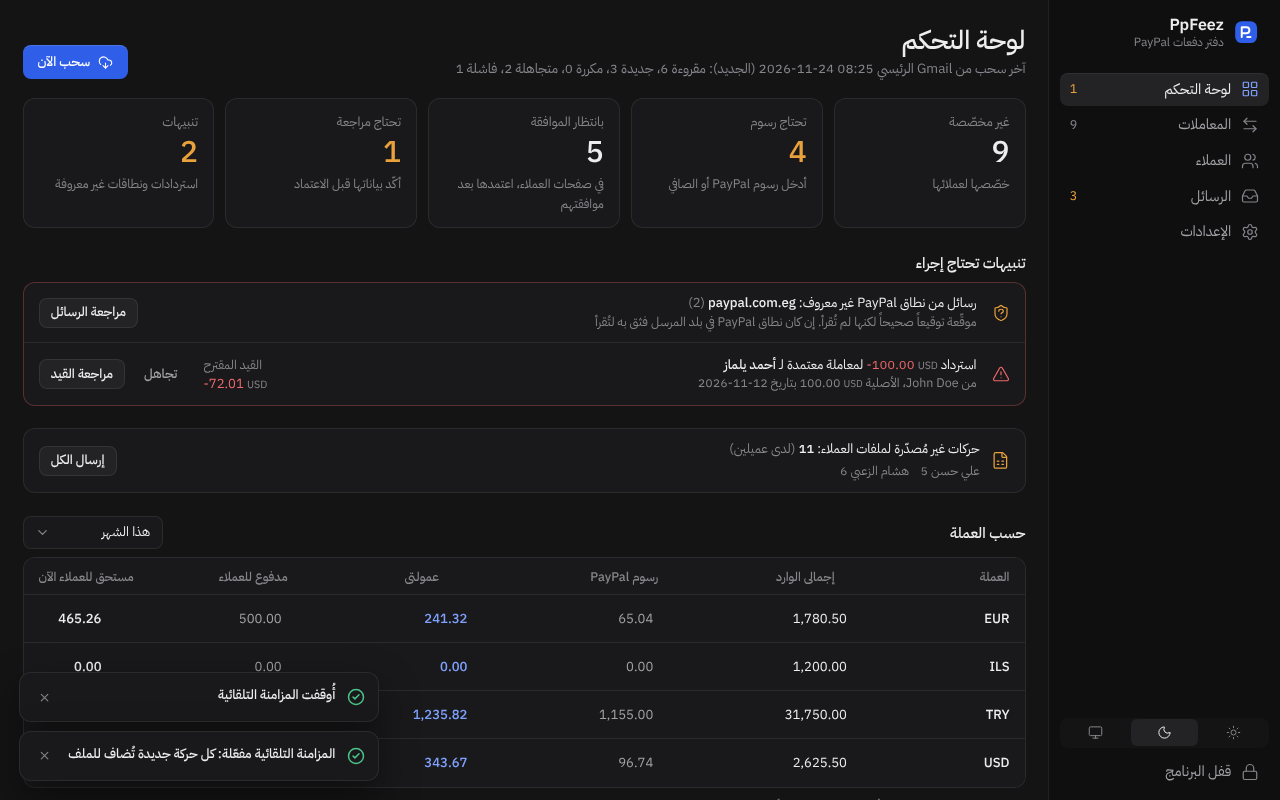 PpFeez
دفتر دفعات PayPal
لوحة التحكم 1
المعاملات 9
العملاء
الرسائل 3
الإعدادات
قفل البرنامج
لوحة التحكم
آخر سحب من Gmail الرئيسي 08:25 24-11-2026 (الجديد): مقروءة 6، جديدة 3، مكررة 0، متجاهلة 2، فاشلة 1
سحب الآن
غير مخصّصة
9
خصّصها لعملائها
تحتاج رسوم
4
أدخل رسوم PayPal أو الصافي
بانتظار الموافقة
5
في صفحات العملاء، اعتمدها بعد
موافقتهم
تحتاج مراجعة
1
أكّد بياناتها قبل الاعتماد
تنبيهات
2
استردادات ونطاقات غير معروفة
تنبيهات تحتاج إجراء
رسائل من نطاق PayPal غير معروف: paypal.com.eg (2)
موقّعة توقيعاً صحيحاً لكنها لم تُقرأ. إن كان نطاق PayPal في بلد المرسل فثق به لتُقرأ
مراجعة الرسائل
استرداد -100.00 USD لمعاملة معتمدة لـ أحمد يلماز
من John Doe، الأصلية 100.00 USD بتاريخ 12-11-2026
القيد المقترح
-72.01 USD
تجاهل
مراجعة القيد
حركات غير مُصدّرة لملفات العملاء: 11 (لدى عميلين)
علي حسن 5 هشام الزعبي 6
إرسال الكل
حسب العملة
هذا الشهر
العملة إجمالي الوارد رسوم PayPal عمولتي مدفوع للعملاء مستحق للعملاء الآن
EUR 1,780.50 65.04 241.32 500.00 465.26
ILS 1,200.00 0.00 0.00 0.00 0.00
TRY 31,750.00 1,155.00 1,235.82
USD 2,625.50 96.74 343.67
أُوقفت المزامنة التلقائية
المزامنة التلقائية مفعّلة: كل حركة جديدة تُضاف للملف